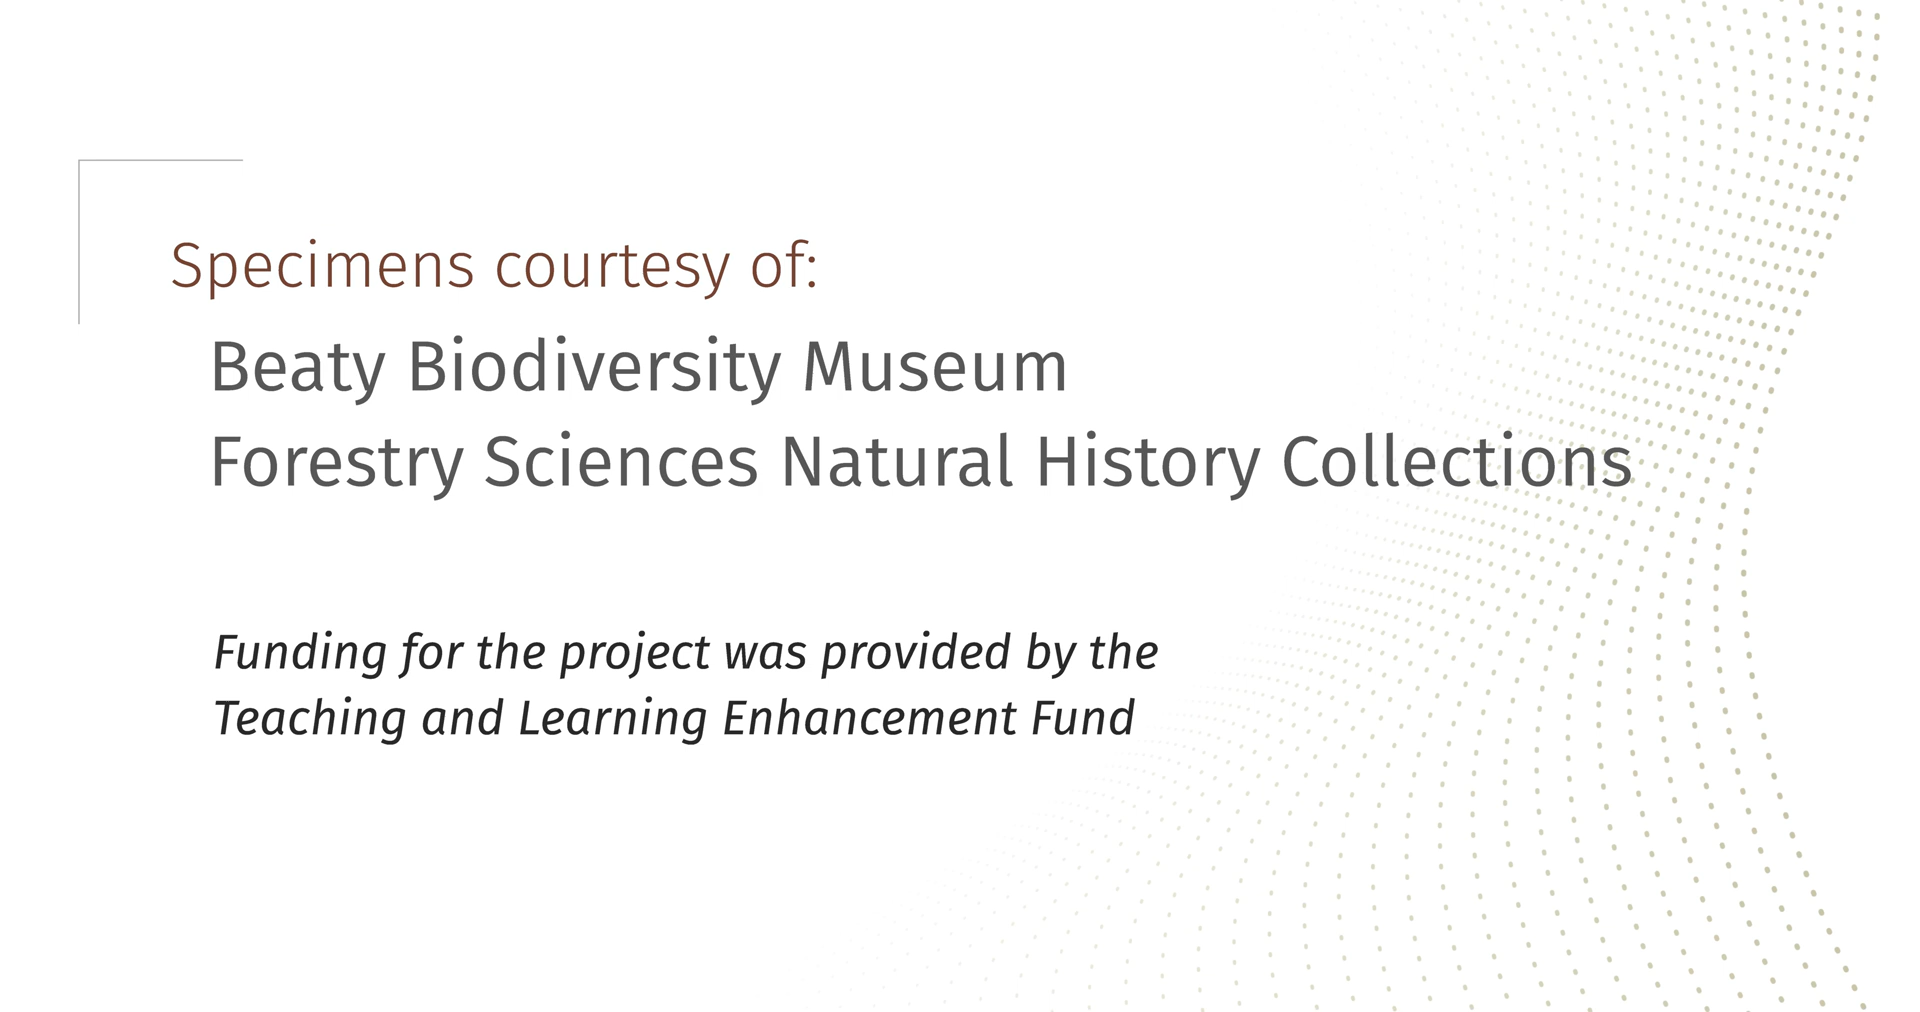 Specimens courtesy of:
Beaty Biodiversity Museum
Forestry Sciences Natural History Collections
Funding for the project was provided by the
Teaching and Learning Enhancement Fund